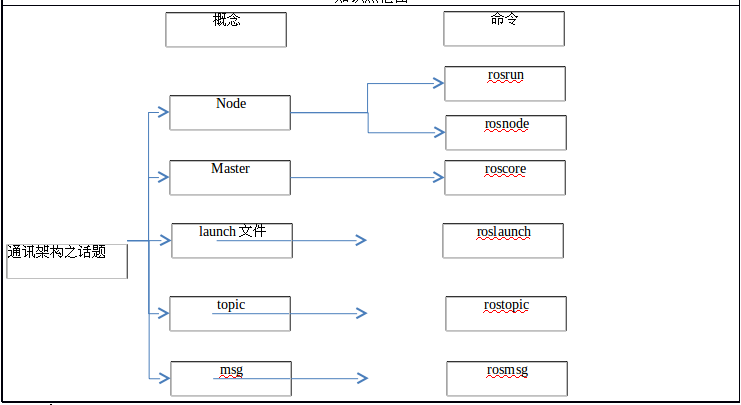 概念
命令
rosrun
Node
rosnode
Master
roscore
launch 文件
roslaunch
通讯架构之话题
topic
rostopic
msg
rosmsg